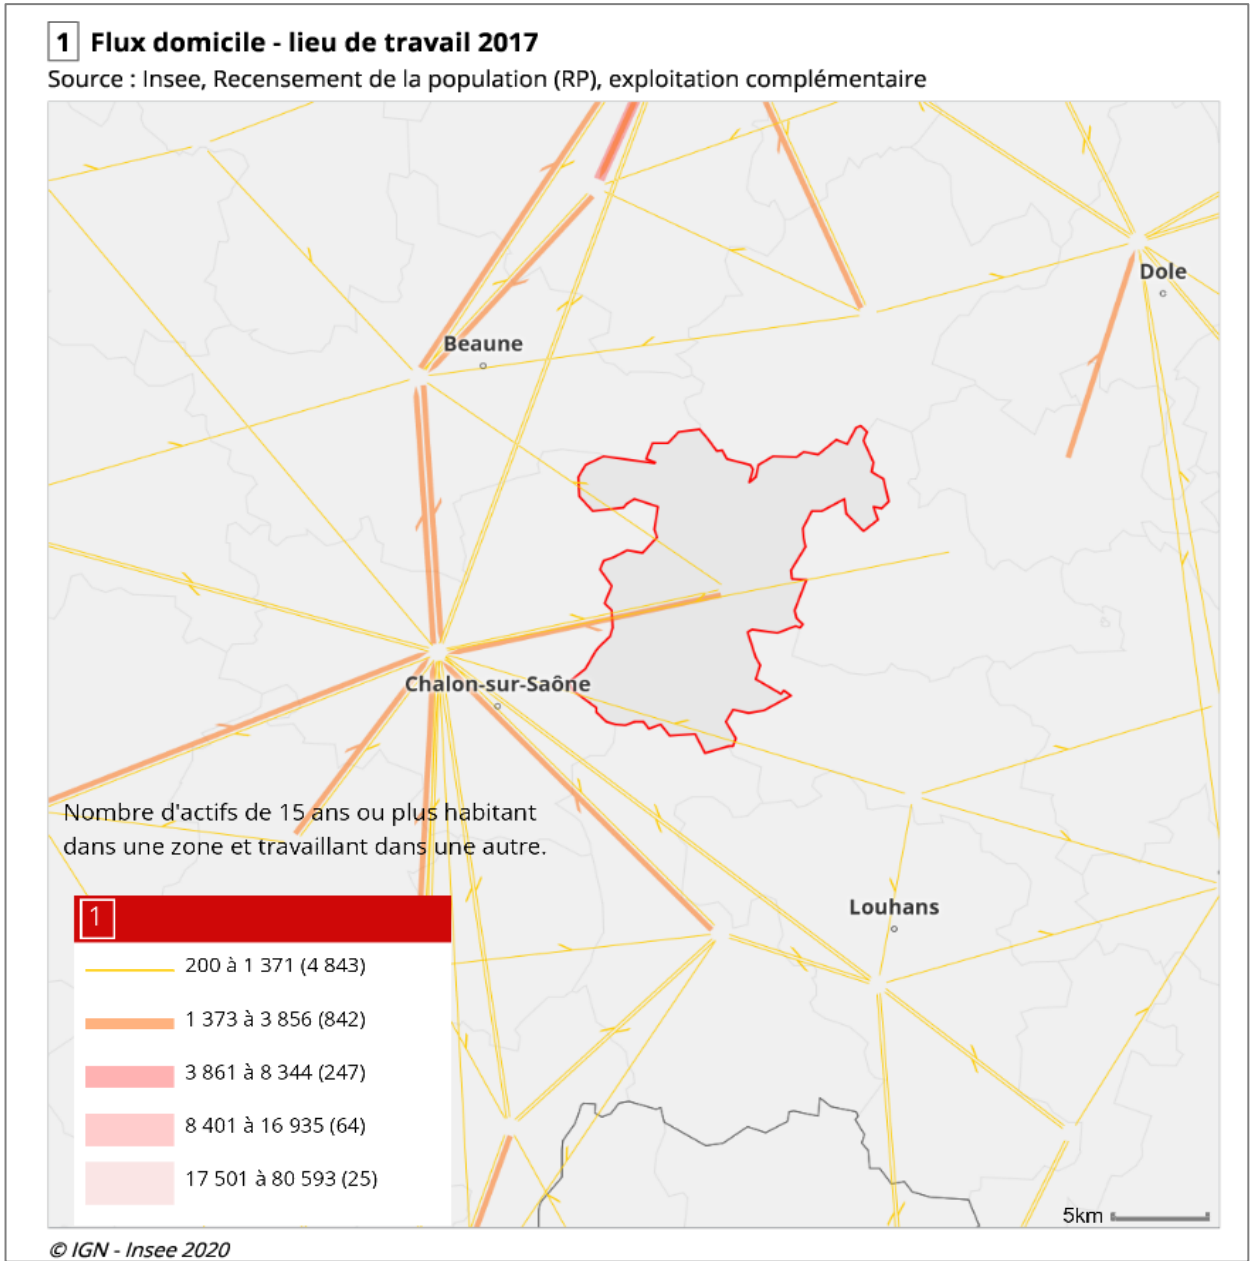 1 Flux domicile - lieu de travail 2017
Source : Insee, Recensement de la population (RP), exploitation complémentaire
Dole
Beaune
Chalon-sur-Saône
Nombre d'actifs de 15 ans ou plus habitant
dans une zone et travaillant dans une autre.
Louhans
1
200 à 1 371 (4 843)
1 373 à 3 856 (842)
3 861 à 8 344 (247)
8 401 à 16 935 (64)
17 501 à 80 593 (25)
5km
© IGN - Insee 2020